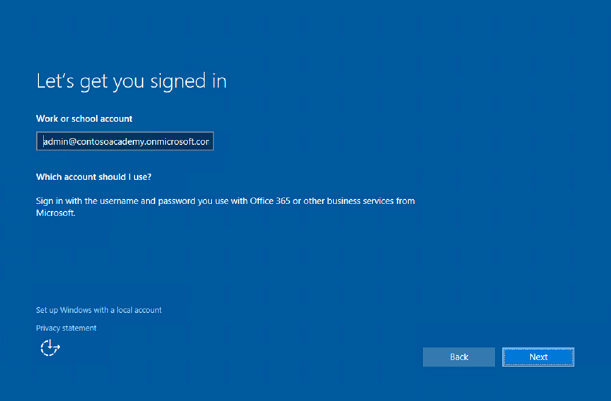 Let's get you signed in
Work or school account
admin@contosoacademy.onmicrosoft.cor
Which account should I use?
Sign in with the username and password you use with Office 365 or other business services from
Microsoft.
Set up Windows with a local account
Privacy statement
Back
Next